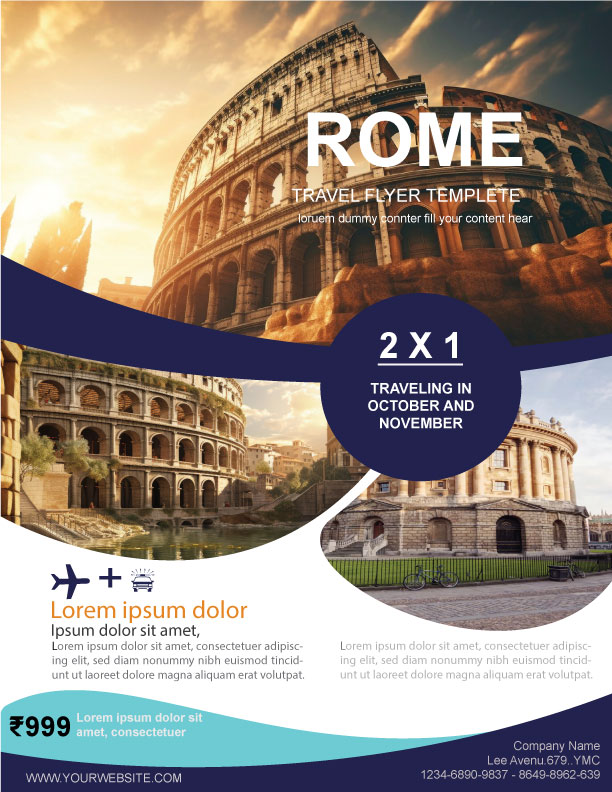 ROME
TRAVEL FLYER TEMPLETE
loruem dummy connter fill your content hear
2 X 1
TRAVELING IN
OCTOBER AND
NOVEMBER
Lorem ipsum dolor
Ipsum dolor sit amet,
Lorem ipsum dolor sit amet, consectetuer adipisc-
ing elit, sed diam nonummy nibh euismod tincid-
unt ut laoreet dolore magna aliquam erat volutpat.
Lorem ipsum dolor sit amet, consectetuer adipisc-
ing elit, sed diam nonummy nibh euismod tincid-
unt ut laoreet dolore magna aliquam erat volutpat.
₹999
Lorem ipsum dolor sit
amet, consectetuer
WWW.YOURWEBSITE.COM
Company Name
Lee Avenu.679..YMC
1234-6890-9837 - 8649-8962-639